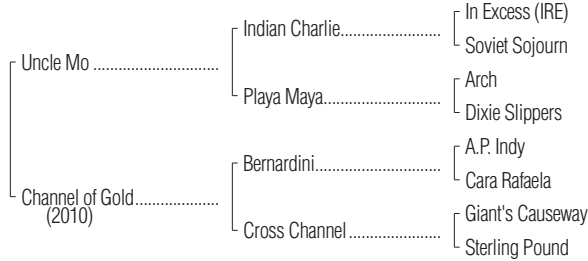 In Excess (IRE)
Indian Charlie......................
Soviet Sojourn
Uncle Mo ............................
Arch
Playa Maya..........................
Dixie Slippers
A.P. Indy
Bernardini............................
Cara Rafaela
Channel of Gold...................
(2010)
Giant's Causeway
Cross Channel .....................
Sterling Pound